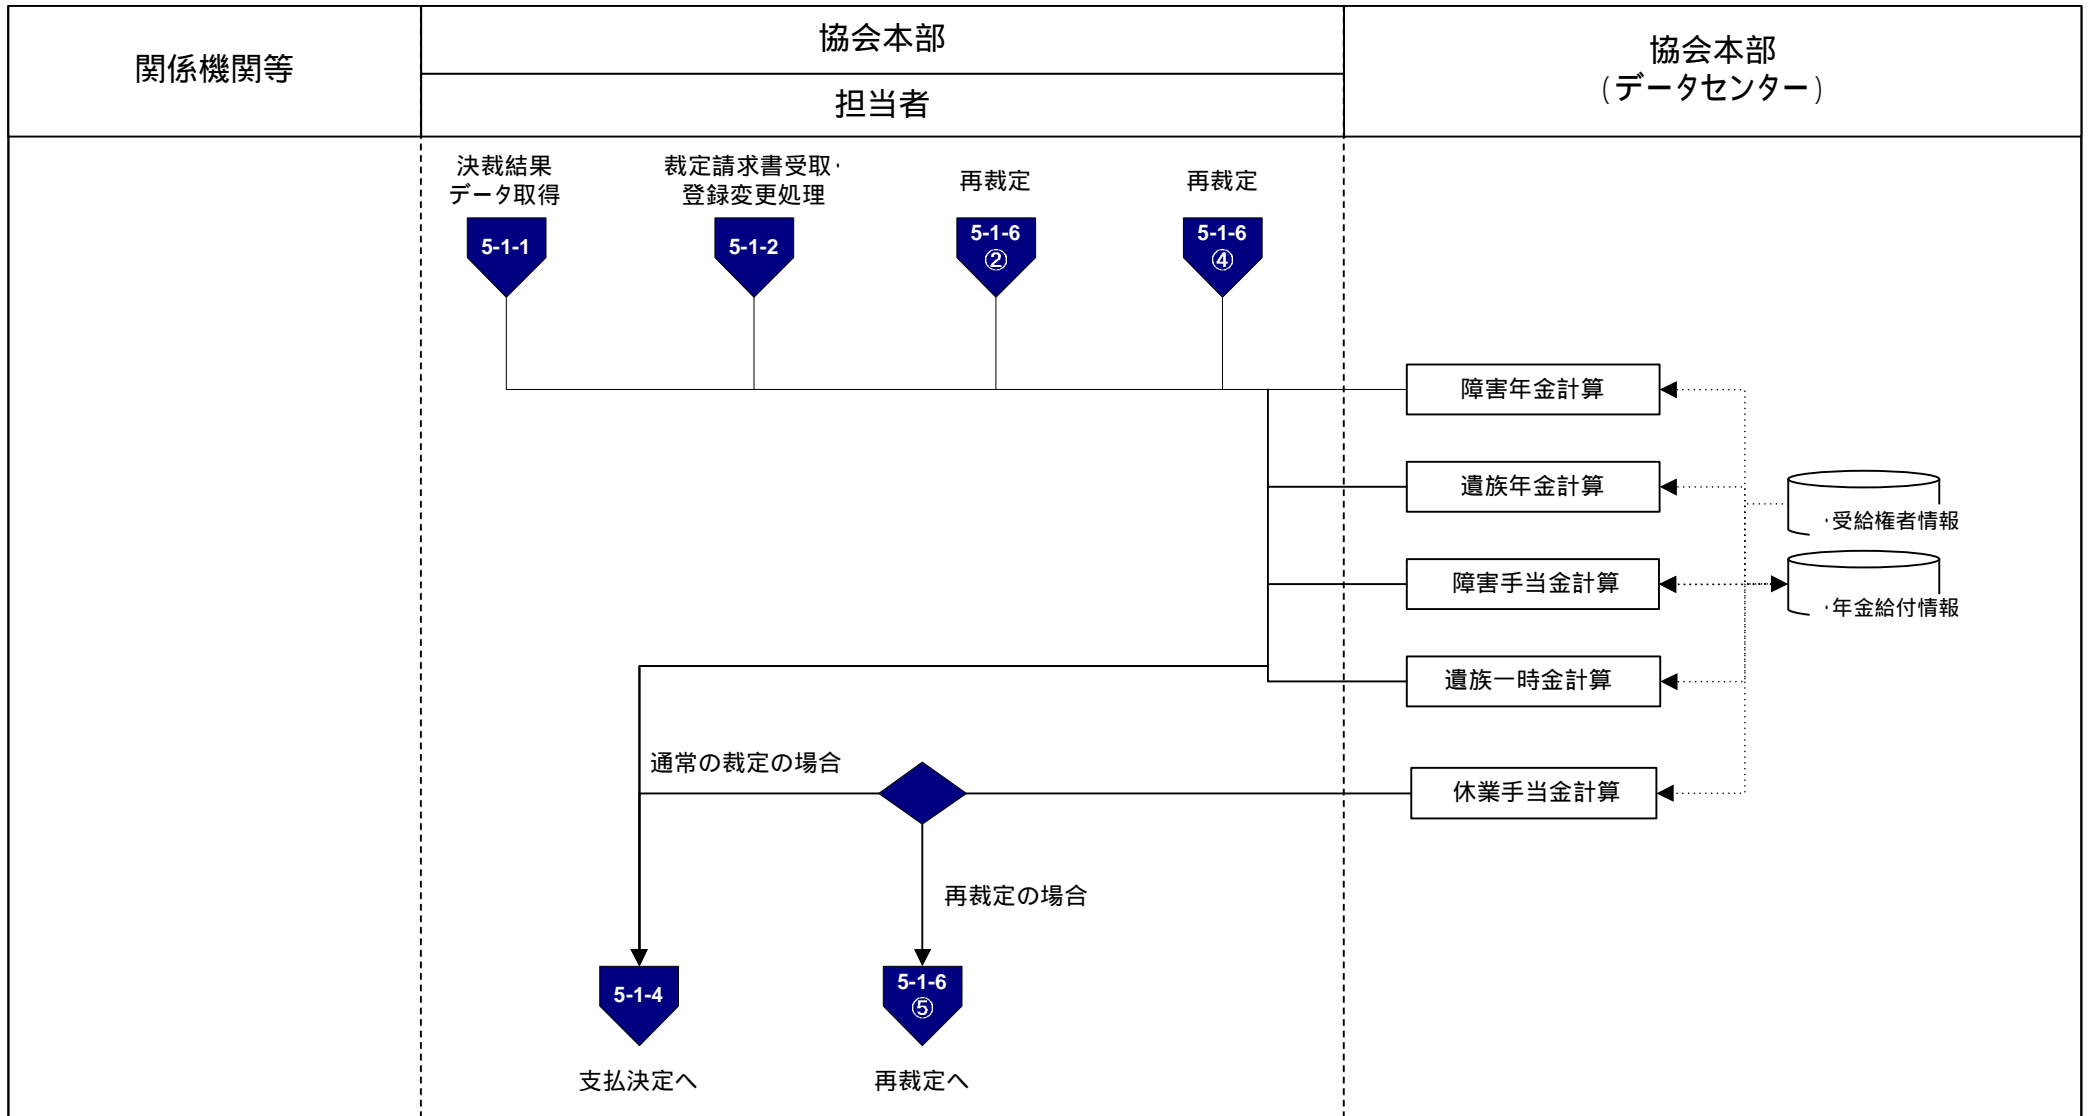 関係機関等
協会本部
担当者
協会本部
(データセンター)
決裁結果
データ取得
裁定請求書受取・
登録変更処理
再裁定
再裁定
5-1-1
5-1-2
5-1-6
②
5-1-6
④
障害年金計算
遺族年金計算
・受給権者情報
障害手当金計算
・年金給付情報
遺族一時金計算
通常の裁定の場合
休業手当金計算
再裁定の場合
5-1-4
5-1-6
⑤
支払決定へ
再裁定へ